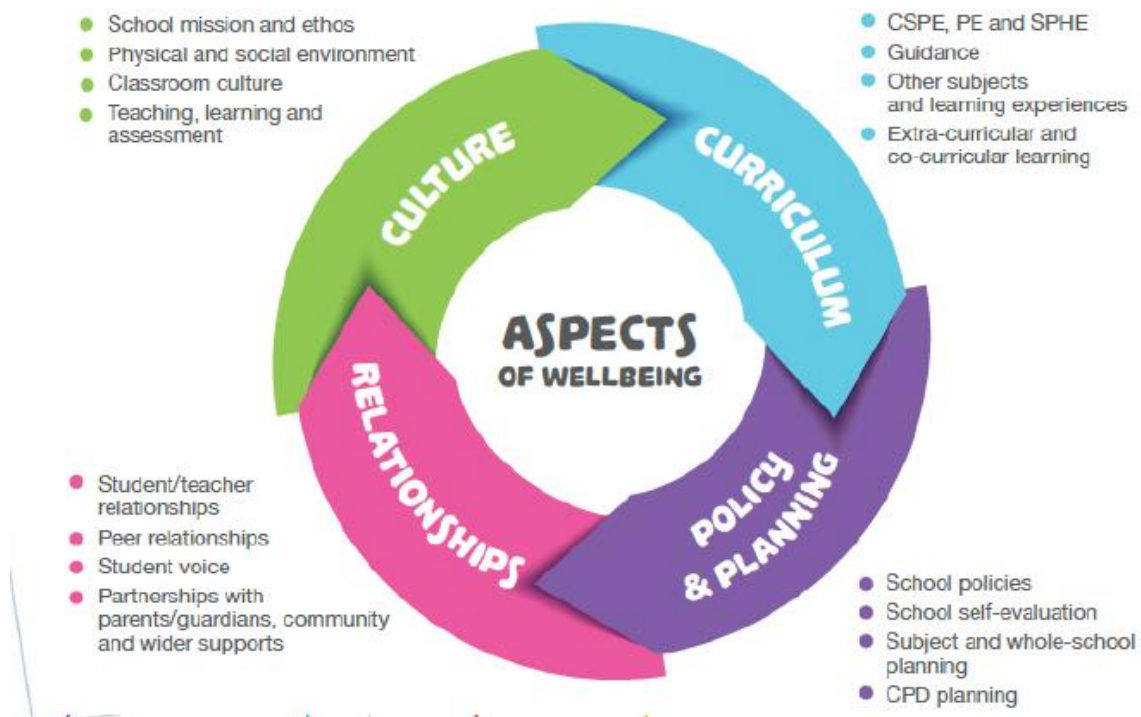 School mission and ethos
Physical and social environment
Classroom culture
Teaching, learning and
assessment
CSPE, PE and SPHE
Guidance
Other subjects
and learning experiences
Extra-curricular and
co-curricular learning
CULTURE
CURRICULUM
ASPECTS
OF WELLBEING
RELATIONSHIPS
POLICY
& PLANNING
Student/teacher
relationships
Peer relationships
Student voice
Partnerships with
parents/guardians, community
and wider supports
School policies
School self-evaluation
Subject and whole-school
planning
CPD planning